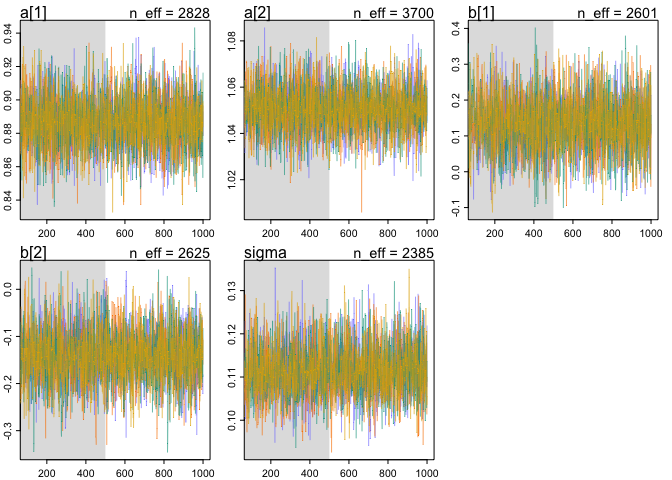 a[1] n_eff = 2828
0.84 0.86 0.88 0.90 0.92 0.94
200 400 600 800 1000
a[2] n_eff = 3700
1.02 1.04 1.06 1.08
200 400 600 800 1000
b[1] n_eff = 2601
-0.1 0.0 0.1 0.2 0.3 0.4
200 400 600 800 1000
b[2] n_eff = 2625
-0.3 -0.2 -0.1 0.0
200 400 600 800 1000
sigma n_eff = 2385
0.10 0.11 0.12 0.13
200 400 600 800 1000